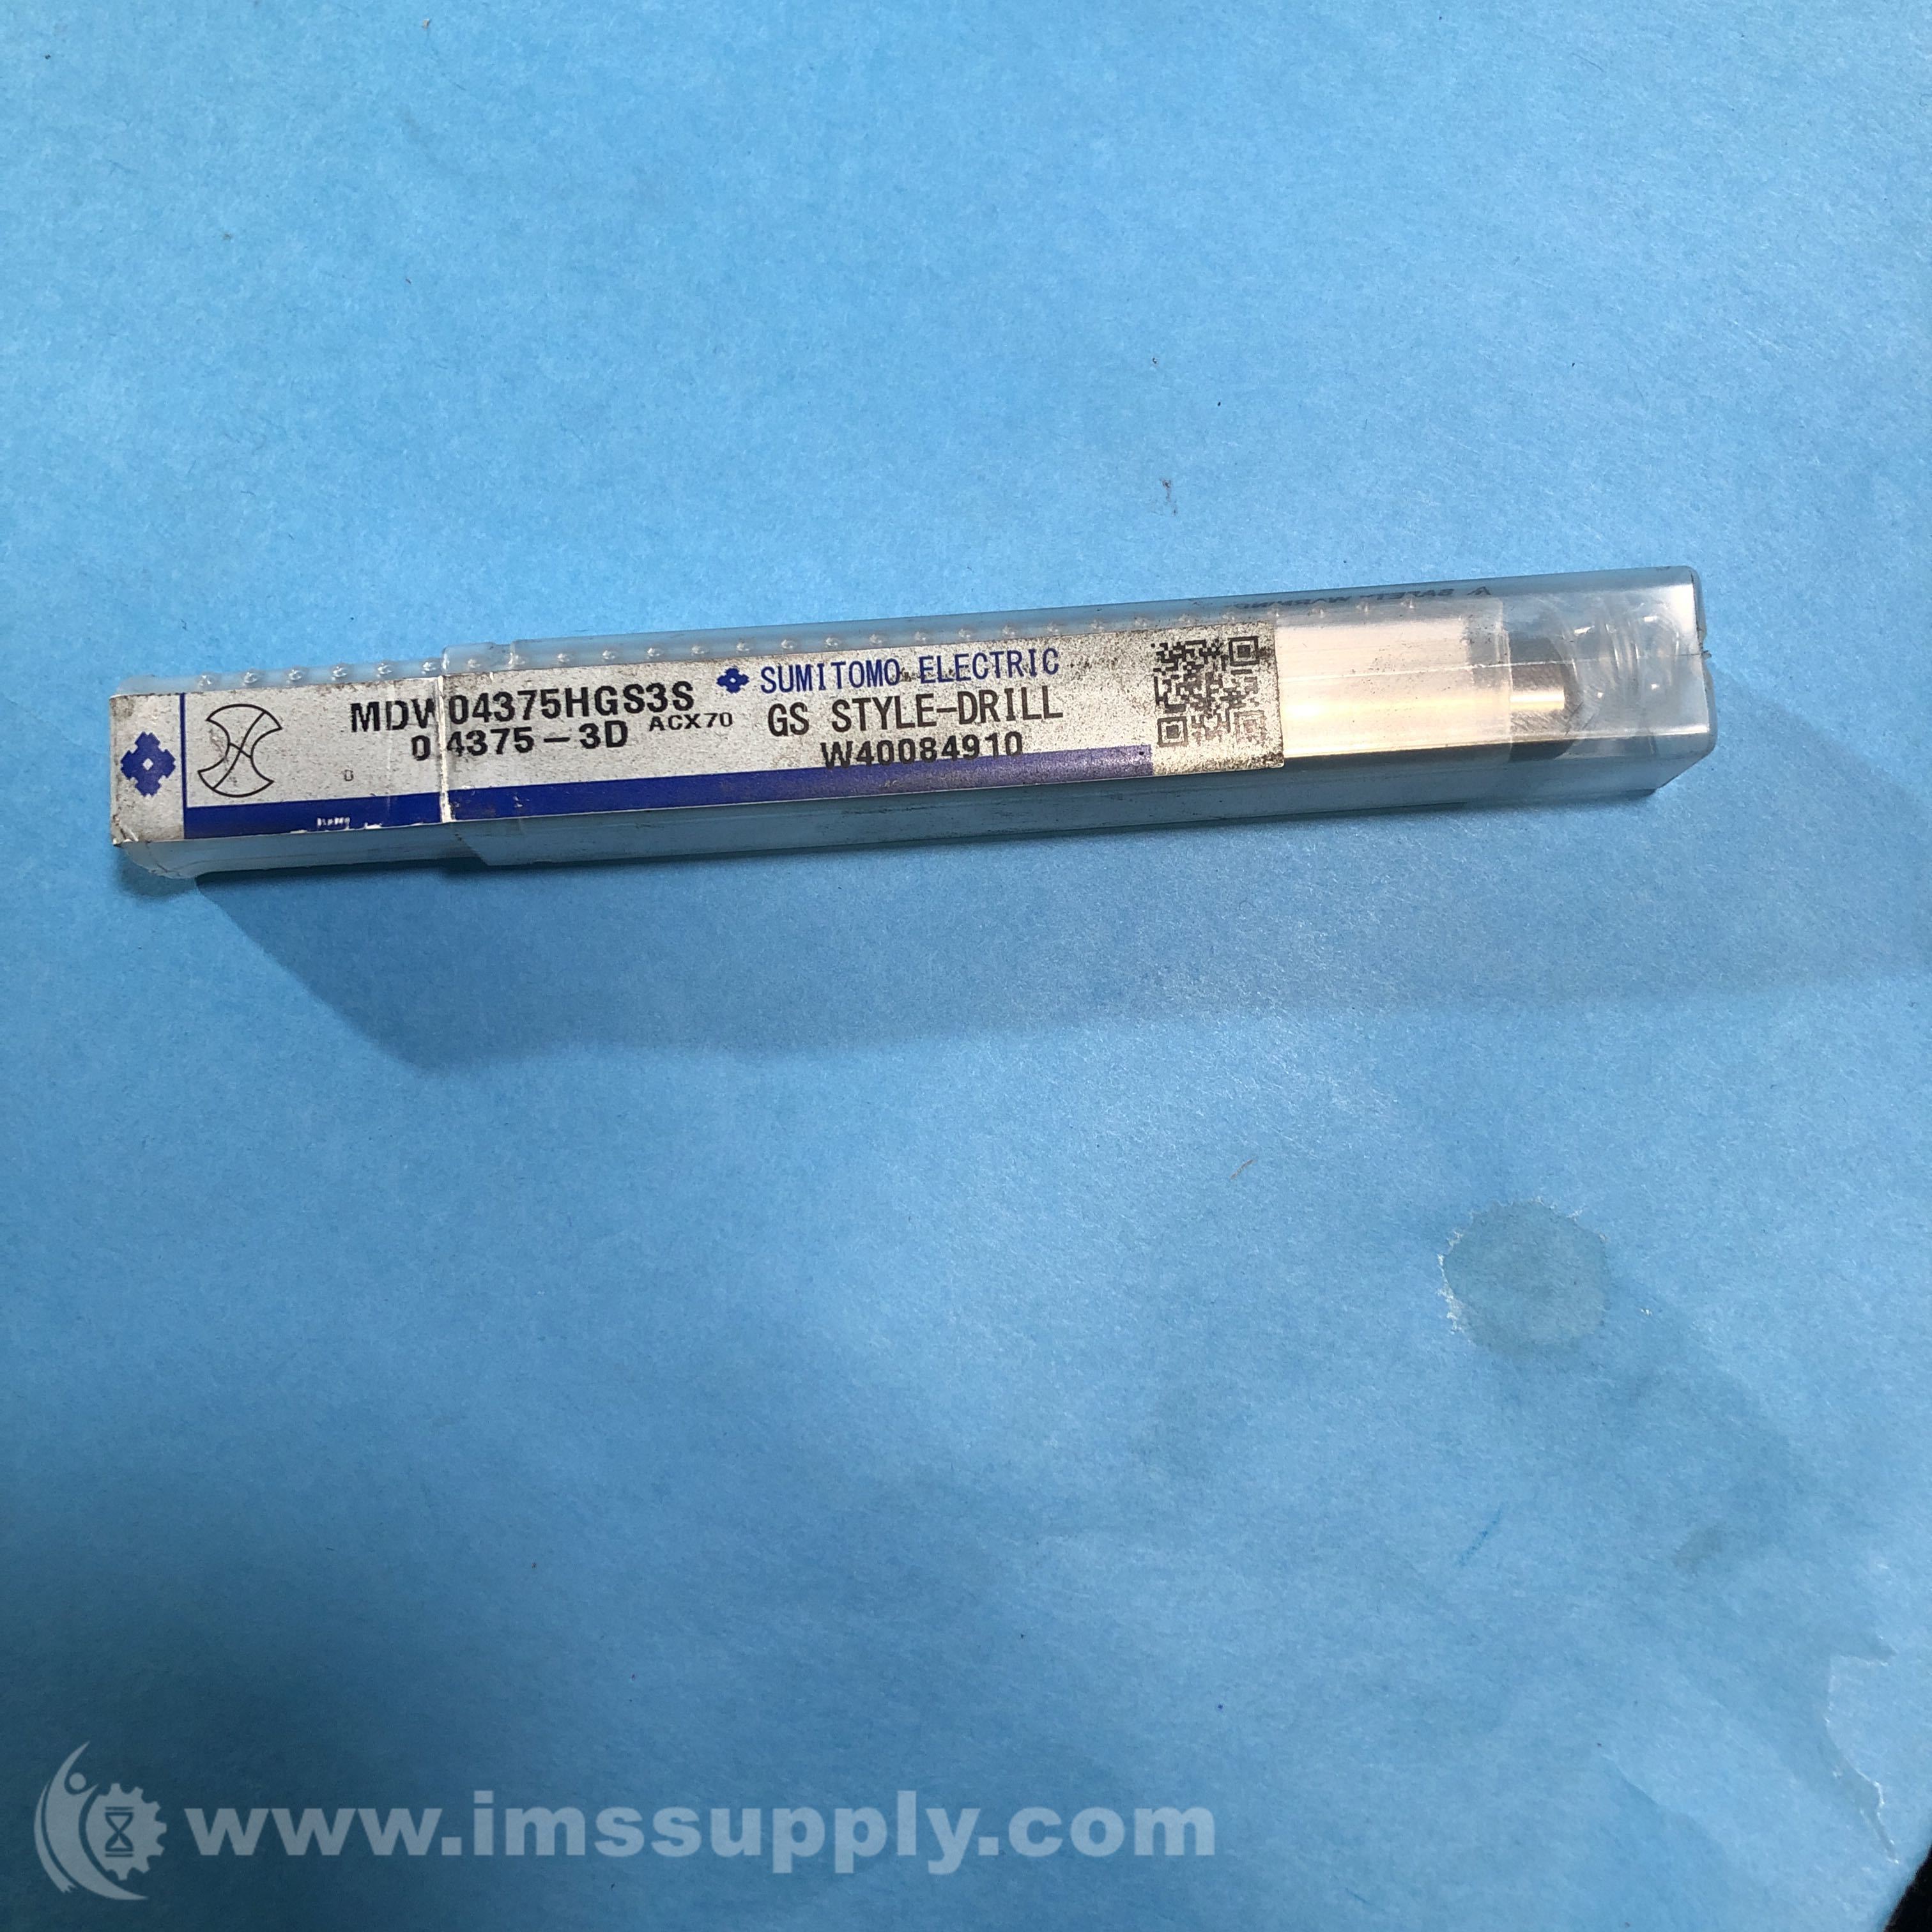 MDW04375HGS3S
0.4375-3D ACX70
SUMITOMO ELECTRIC
GS STYLE-DRILL
W40084910
www.imssupply.com